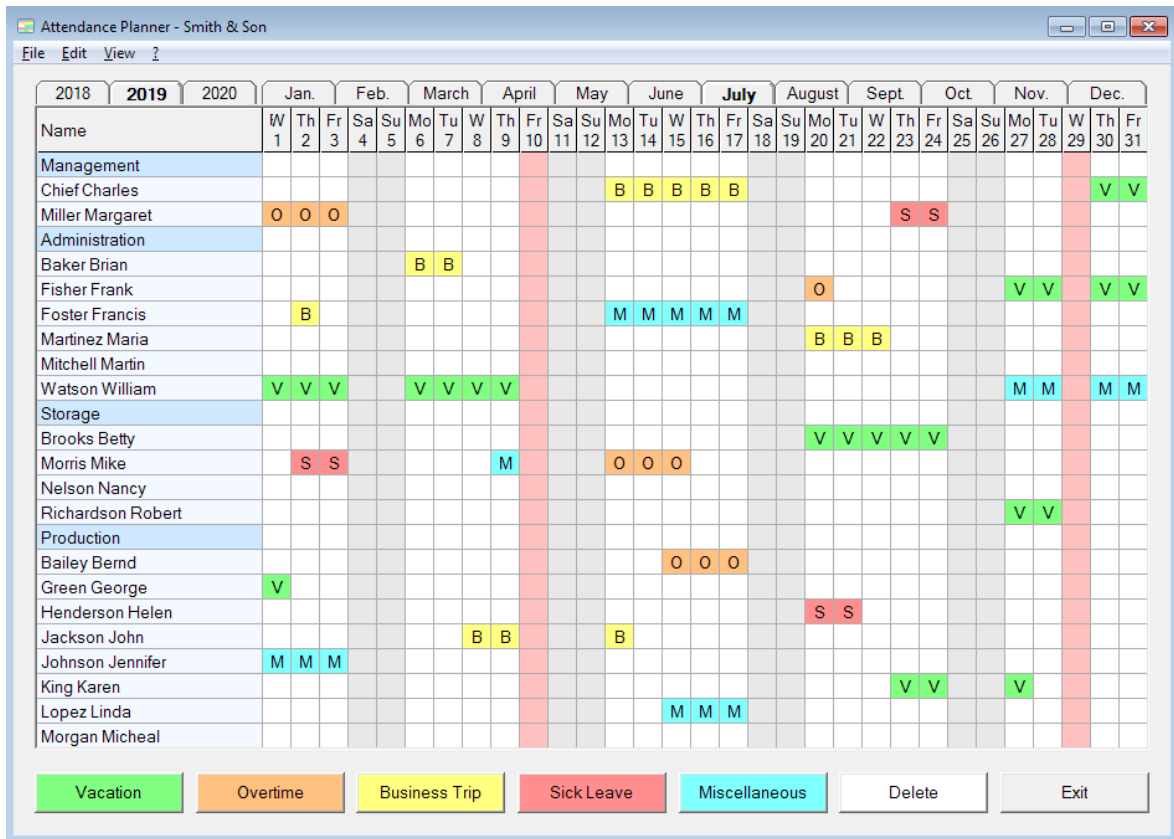 Attendance Planner - Smith & Son
File Edit View ?
2018 2019 2020 Jan. Feb. March April May June July August Sept. Oct. Nov. Dec.
Name W Th Fr Sa Su Mo Tu W Th Fr Sa Su Mo Tu W Th Fr Sa Su Mo Tu W Th Fr Sa Su Mo Tu W Th Fr
1 2 3 4 5 6 7 8 9 10 11 12 13 14 15 16 17 18 19 20 21 22 23 24 25 26 27 28 29 30 31
Management
Chief Charles B B B B B V V
Miller Margaret O O O S S
Administration
Baker Brian B B
Fisher Frank O V V V V
Foster Francis B M M M M M
Martinez Maria B B B
Mitchell Martin
Watson William V V V V V V V M M M M
Storage
Brooks Betty V V V V V
Morris Mike S S M O O O
Nelson Nancy
Richardson Robert V V
Production
Bailey Bernd O O O
Green George V
Henderson Helen S S
Jackson John B B B
Johnson Jennifer M M M
King Karen V V V
Lopez Linda M M M
Morgan Micheal
Vacation Overtime Business Trip Sick Leave Miscellaneous Delete Exit